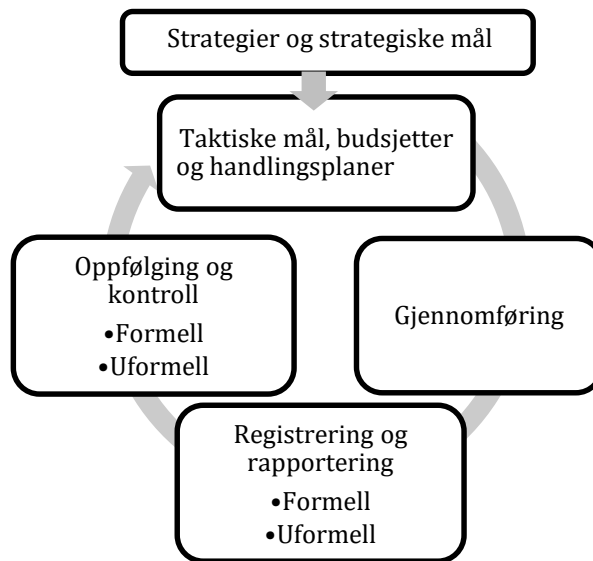 Strategier og strategiske mål
Taktiske mål, budsjetter
og handlingsplaner
Gjennomføring
Registrering og
rapportering
•Formell
•Uformell
Oppfølging og
kontroll
•Formell
•Uformell